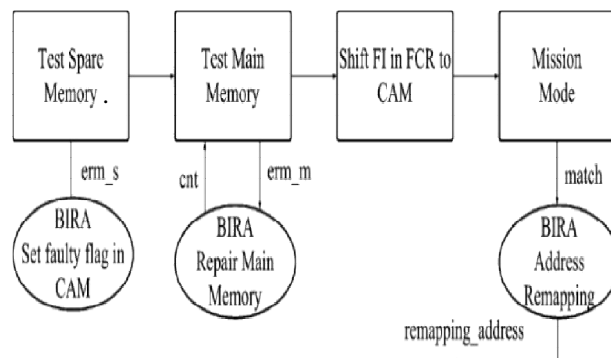 Test Spare
Memory .
Test Main
Memory
Shift FI in FCR to
CAM
Mission
Mode
erm_s
cnt
erm_m
match
BIRA
Set faulty flag in
CAM
BIRA
Repair Main
Memory
BIRA
Address
Remapping
remapping_address